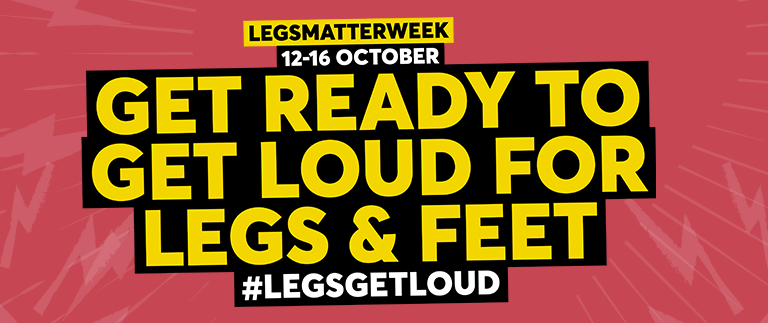 LEGSMATTERWEEK
12-16 OCTOBER
GET READY TO
GET LOUD FOR
LEGS & FEET
#LEGSGETLOUD